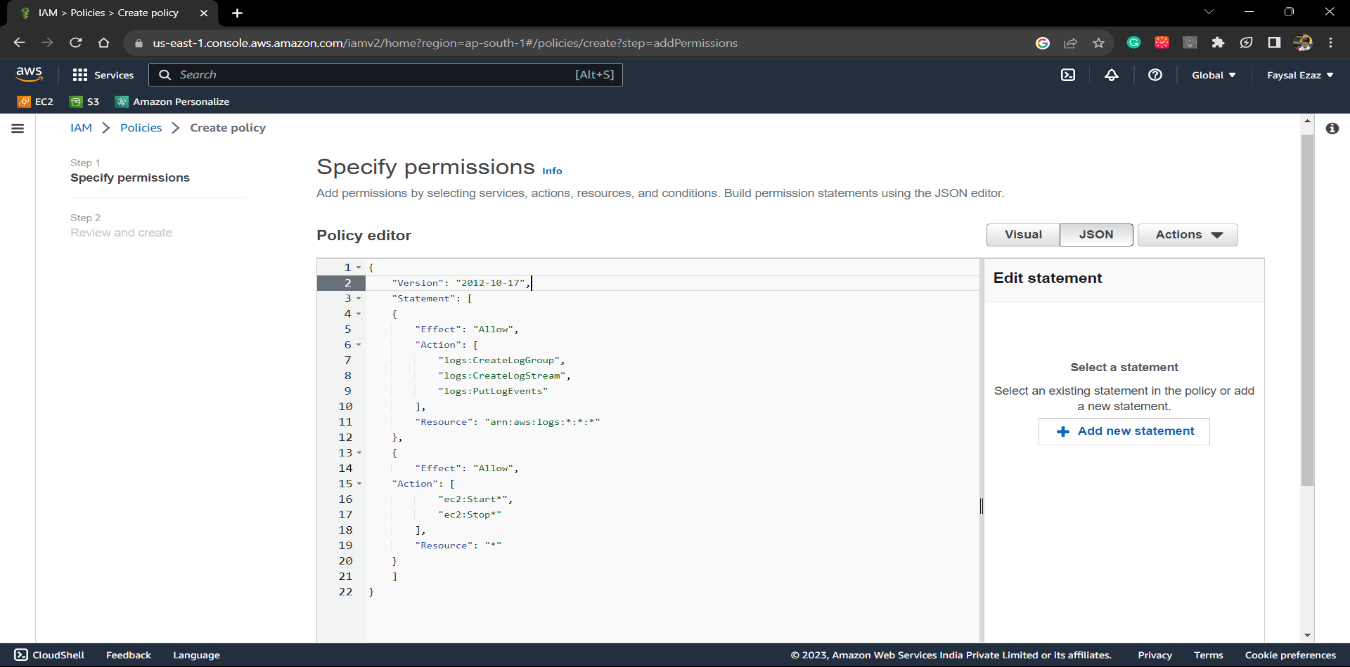 IAM > Policies > Create policy
us-east-1.console.aws.amazon.com/iamv2/home?region=ap-south-1#/policies/create?step=addPermissions
aws Services Search [Alt+S] Global Faysal Ezaz
EC2 S3 Amazon Personalize
IAM > Policies > Create policy
Step 1
Specify permissions
Step 2
Review and create
Specify permissions Info
Add permissions by selecting services, actions, resources, and conditions. Build permission statements using the JSON editor.
Policy editor Visual JSON Actions
1 {
2 "Version": "2012-10-17",
3 "Statement": [
4 {
5 "Effect": "Allow",
6 "Action": [
7 "logs:CreateLogGroup",
8 "logs:CreateLogStream",
9 "logs:PutLogEvents"
10 ],
11 "Resource": "arn:aws:logs:*:*:*"
12 },
13 {
14 "Effect": "Allow",
15 "Action": [
16 "ec2:Start*",
17 "ec2:Stop*"
18 ],
19 "Resource": "*"
20 }
21 ]
22 }
Edit statement
Select a statement
Select an existing statement in the policy or add
a new statement.
+ Add new statement
CloudShell Feedback Language © 2023, Amazon Web Services India Private Limited or its affiliates. Privacy Terms Cookie preferences